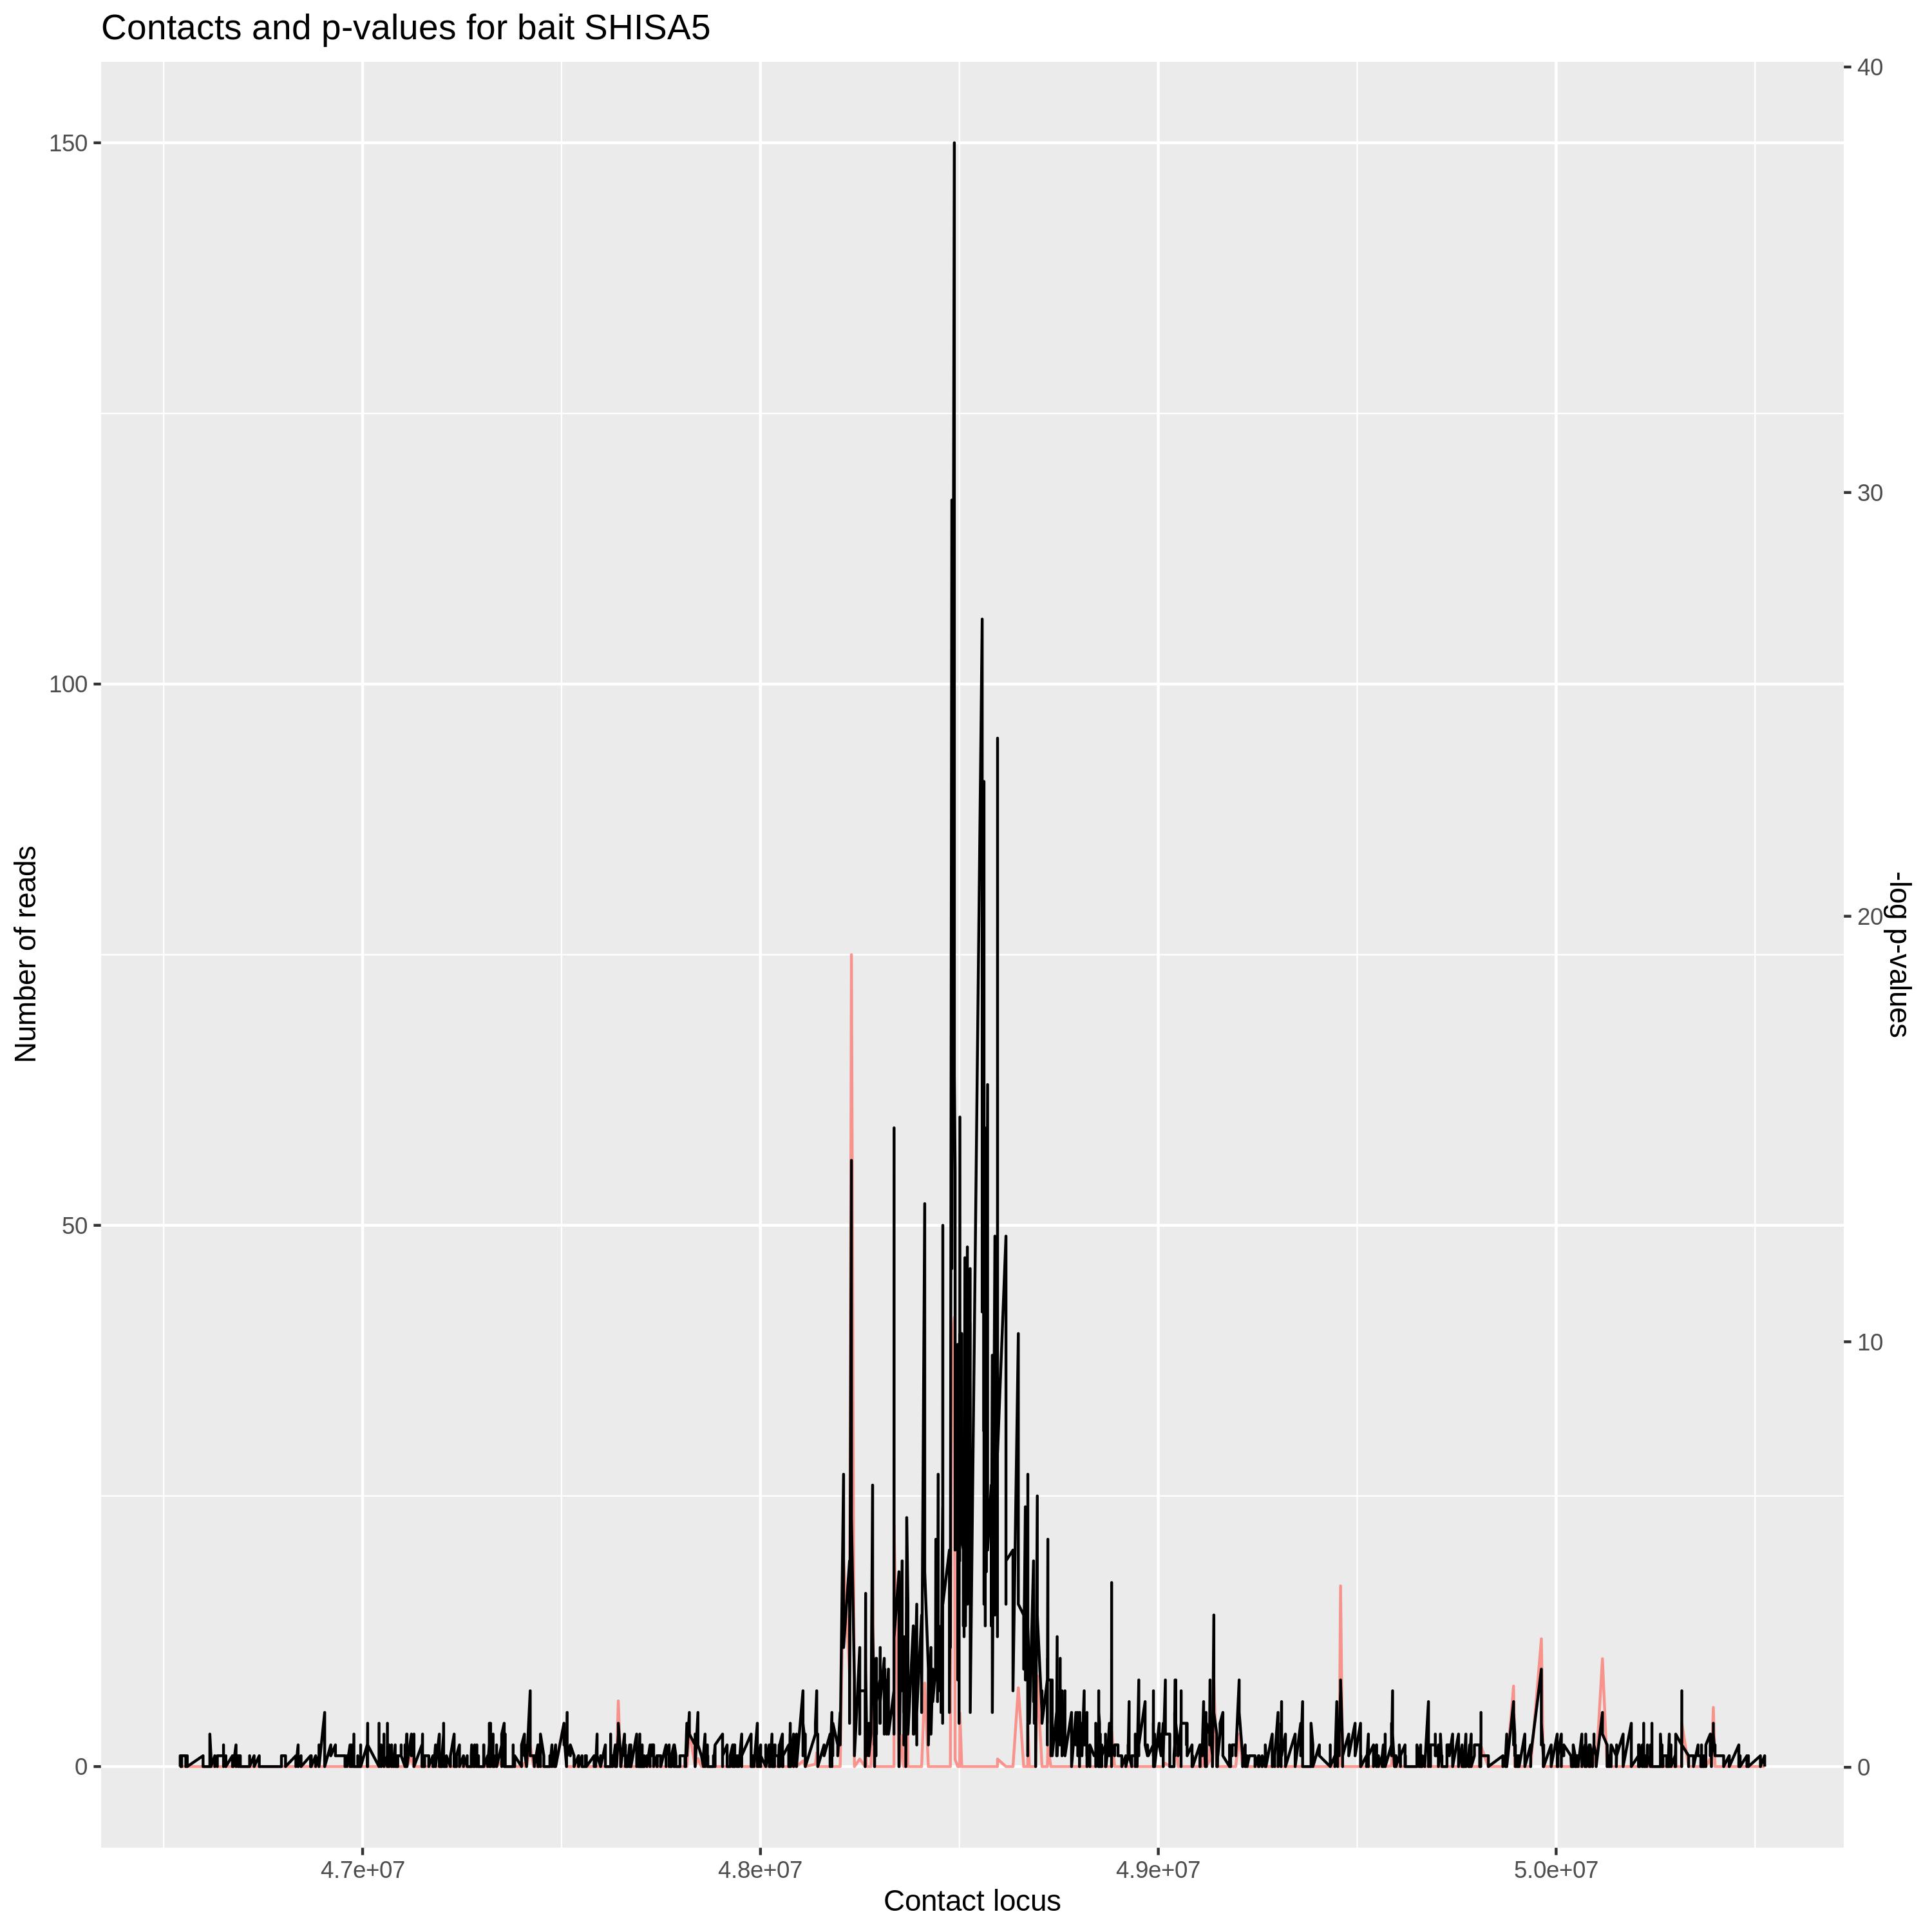 Contacts and p-values for bait SHISA5
150
100
50
0
Number of reads
40
30
20
10
0
-log p-values
4.7e+07
4.8e+07
4.9e+07
5.0e+07
Contact locus